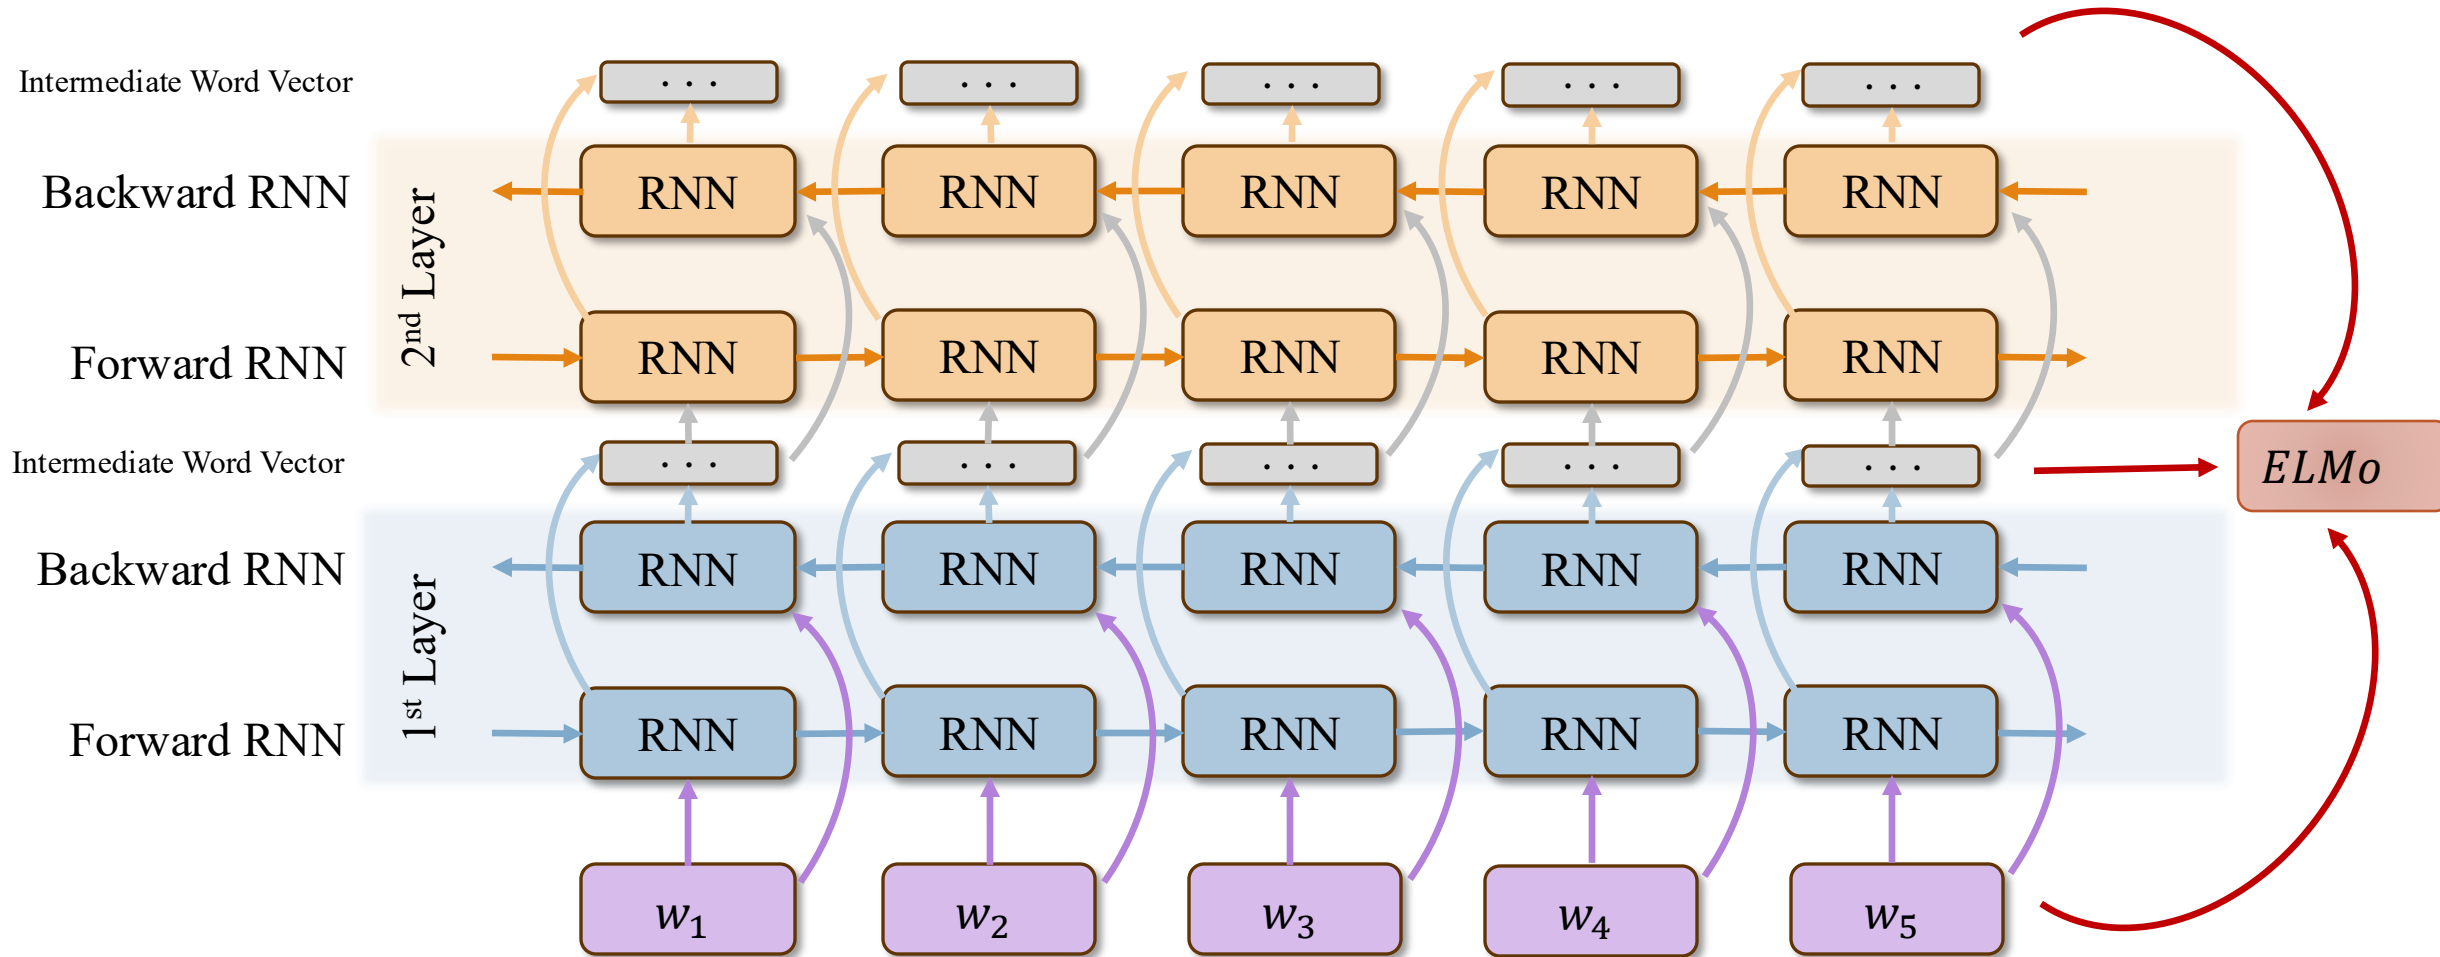 Intermediate Word Vector
· · ·
· · ·
· · ·
· · ·
· · ·
Backward RNN
RNN
RNN
RNN
RNN
RNN
2nd Layer
Forward RNN
RNN
RNN
RNN
RNN
RNN
Intermediate Word Vector
· · ·
· · ·
· · ·
· · ·
· · ·
ELMo
Backward RNN
RNN
RNN
RNN
RNN
RNN
1st Layer
Forward RNN
RNN
RNN
RNN
RNN
RNN
w1
w2
w3
w4
w5